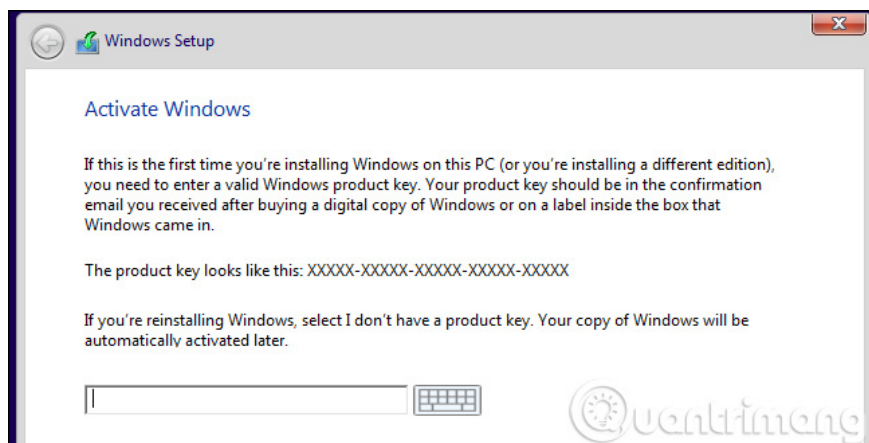 Windows Setup
Activate Windows
If this is the first time you're installing Windows on this PC (or you're installing a different edition),
you need to enter a valid Windows product key. Your product key should be in the confirmation
email you received after buying a digital copy of Windows or on a label inside the box that
Windows came in.
The product key looks like this: XXXXX-XXXXX-XXXXX-XXXXX-XXXXX
If you're reinstalling Windows, select I don't have a product key. Your copy of Windows will be
automatically activated later.
Quantrimang